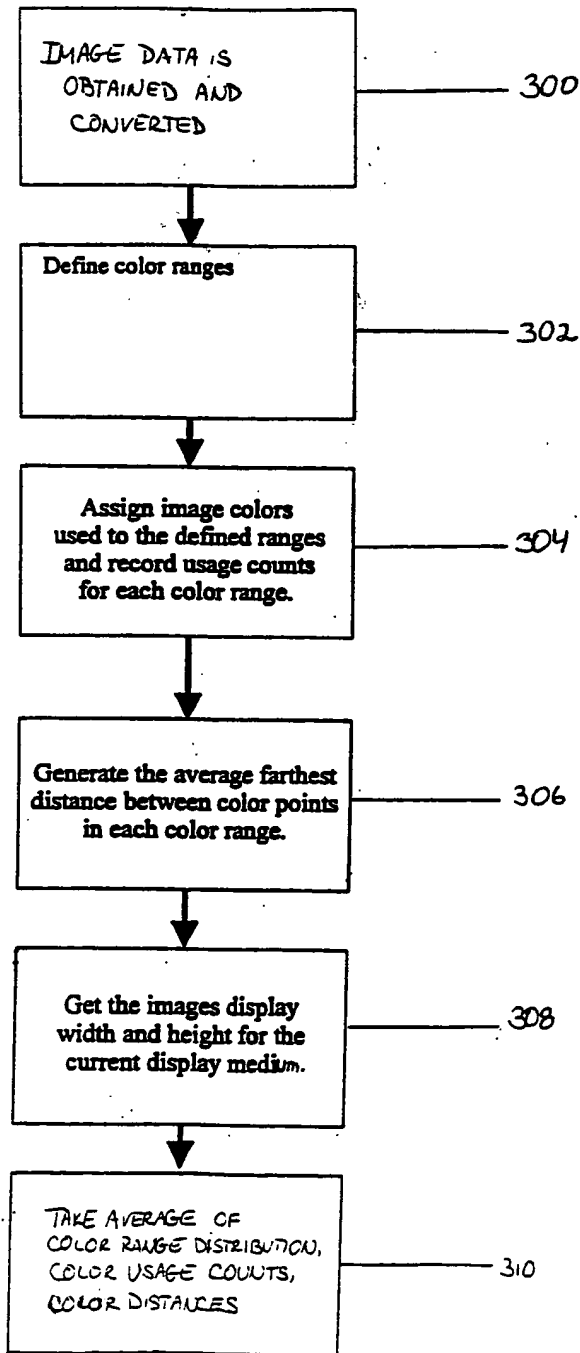 IMAGE DATA IS
OBTAINED AND
CONVERTED
300
Define color ranges
302
Assign image colors
used to the defined ranges
and record usage counts
for each color range.
304
Generate the average farthest
distance between color points
in each color range.
306
Get the images display
width and height for the
current display medium.
308
TAKE AVERAGE OF
COLOR RANGE DISTRIBUTION,
COLOR USAGE COUNTS,
COLOR DISTANCES
310